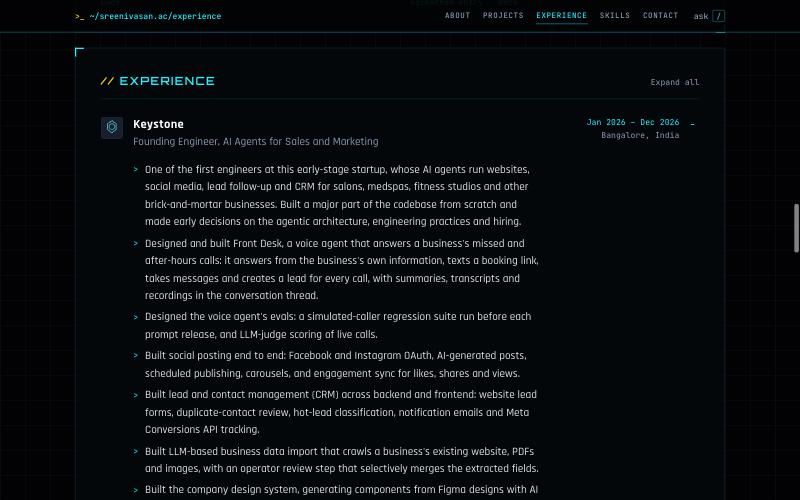 >_ ~/sreenivasan.ac/experience
ABOUT PROJECTS EXPERIENCE SKILLS CONTACT ask /
// EXPERIENCE
Expand all
Keystone
Jan 2026 – Dec 2026 –
Founding Engineer, AI Agents for Sales and Marketing
Bangalore, India
> One of the first engineers at this early-stage startup, whose AI agents run websites,
social media, lead follow-up and CRM for salons, medspas, fitness studios and other
brick-and-mortar businesses. Built a major part of the codebase from scratch and
made early decisions on the agentic architecture, engineering practices and hiring.
> Designed and built Front Desk, a voice agent that answers a business's missed and
after-hours calls: it answers from the business's own information, texts a booking link,
takes messages and creates a lead for every call, with summaries, transcripts and
recordings in the conversation thread.
> Designed the voice agent's evals: a simulated-caller regression suite run before each
prompt release, and LLM-judge scoring of live calls.
> Built social posting end to end: Facebook and Instagram OAuth, AI-generated posts,
scheduled publishing, carousels, and engagement sync for likes, shares and views.
> Built lead and contact management (CRM) across backend and frontend: website lead
forms, duplicate-contact review, hot-lead classification, notification emails and Meta
Conversions API tracking.
> Built LLM-based business data import that crawls a business's existing website, PDFs
and images, with an operator review step that selectively merges the extracted fields.
> Built the company design system, generating components from Figma designs with AI